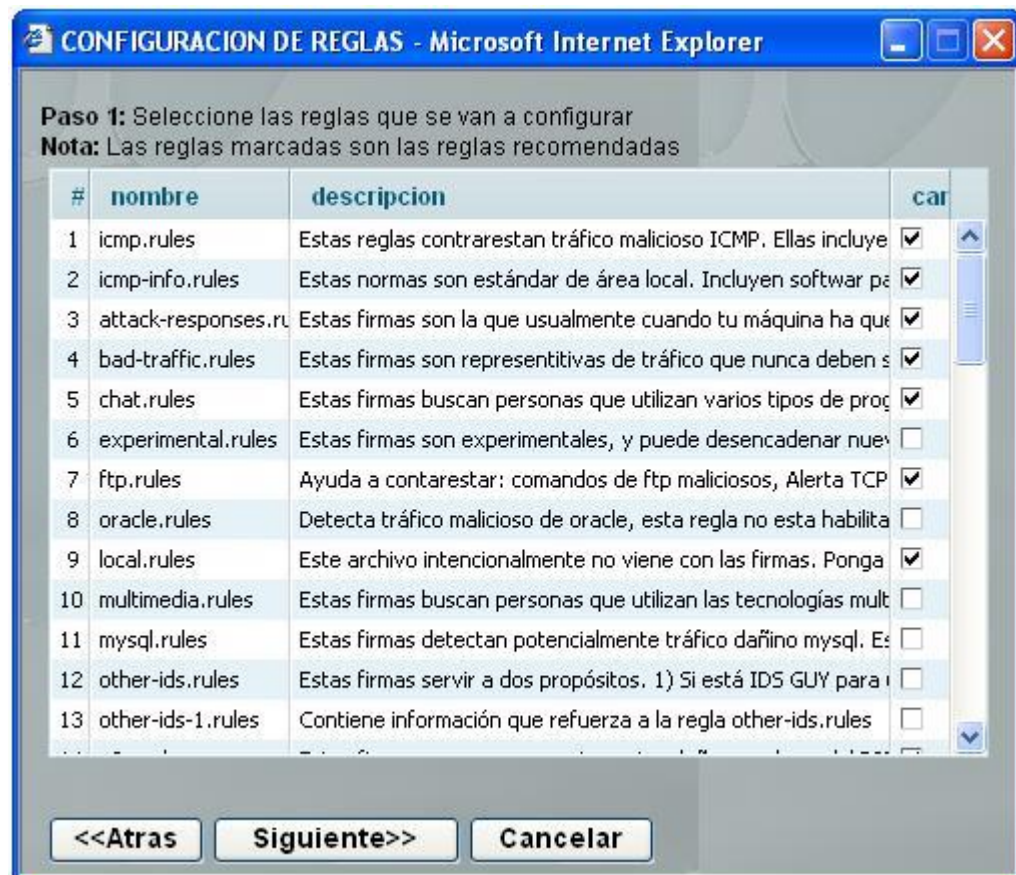 CONFIGURACION DE REGLAS - Microsoft Internet Explorer
Paso 1: Seleccione las reglas que se van a configurar
Nota: Las reglas marcadas son las reglas recomendadas
# nombre descripcion car
1 icmp.rules Estas reglas contrarestan tráfico malicioso ICMP. Ellas incluye
2 icmp-info.rules Estas normas son estándar de área local. Incluyen softwar pa
3 attack-responses.ru Estas firmas son la que usualmente cuando tu máquina ha que
4 bad-traffic.rules Estas firmas son representitivas de tráfico que nunca deben s
5 chat.rules Estas firmas buscan personas que utilizan varios tipos de prog
6 experimental.rules Estas firmas son experimentales, y puede desencadenar nuev
7 ftp.rules Ayuda a contarestar: comandos de ftp maliciosos, Alerta TCP
8 oracle.rules Detecta tráfico malicioso de oracle, esta regla no esta habilita
9 local.rules Este archivo intencionalmente no viene con las firmas. Ponga
10 multimedia.rules Estas firmas buscan personas que utilizan las tecnologías mult
11 mysql.rules Estas firmas detectan potencialmente tráfico dañino mysql. Es
12 other-ids.rules Estas firmas servir a dos propósitos. 1) Si está IDS GUY para
13 other-ids-1.rules Contiene información que refuerza a la regla other-ids.rules
<<Atras Siguiente>> Cancelar